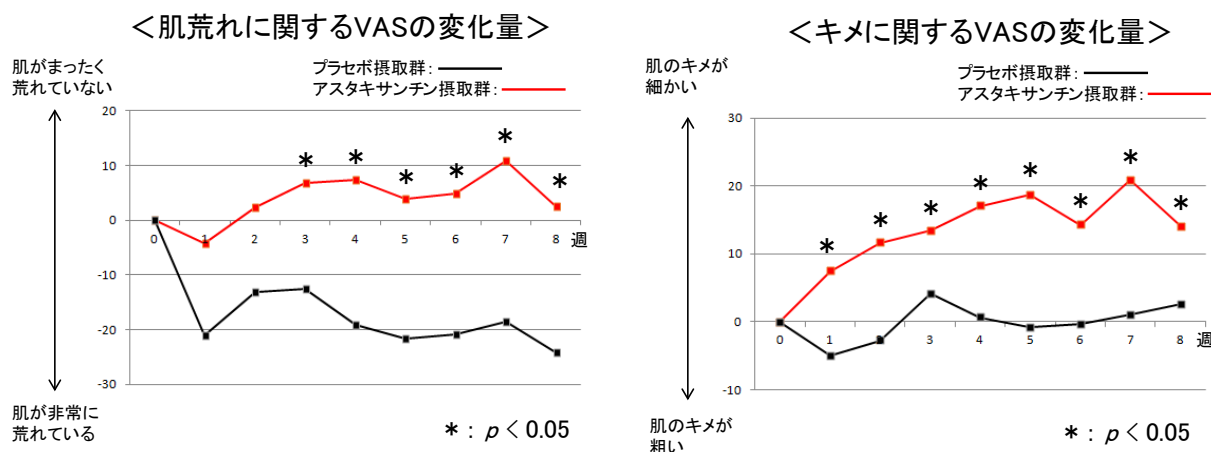 <肌荒れに関するVASの変化量>
肌がまったく
荒れていない
プラセボ摂取群:
アスタキサンチン摂取群:
20
10
0
-10
-20
-30
0 1 2 3 4 5 6 7 8 週
* * * * * *
肌が非常に
荒れている
*: p < 0.05
<キメに関するVASの変化量>
肌のキメが
細かい
プラセボ摂取群:
アスタキサンチン摂取群:
30
20
10
0
-10
0 1 2 3 4 5 6 7 8 週
* * * * * * * *
肌のキメが
粗い
*: p < 0.05